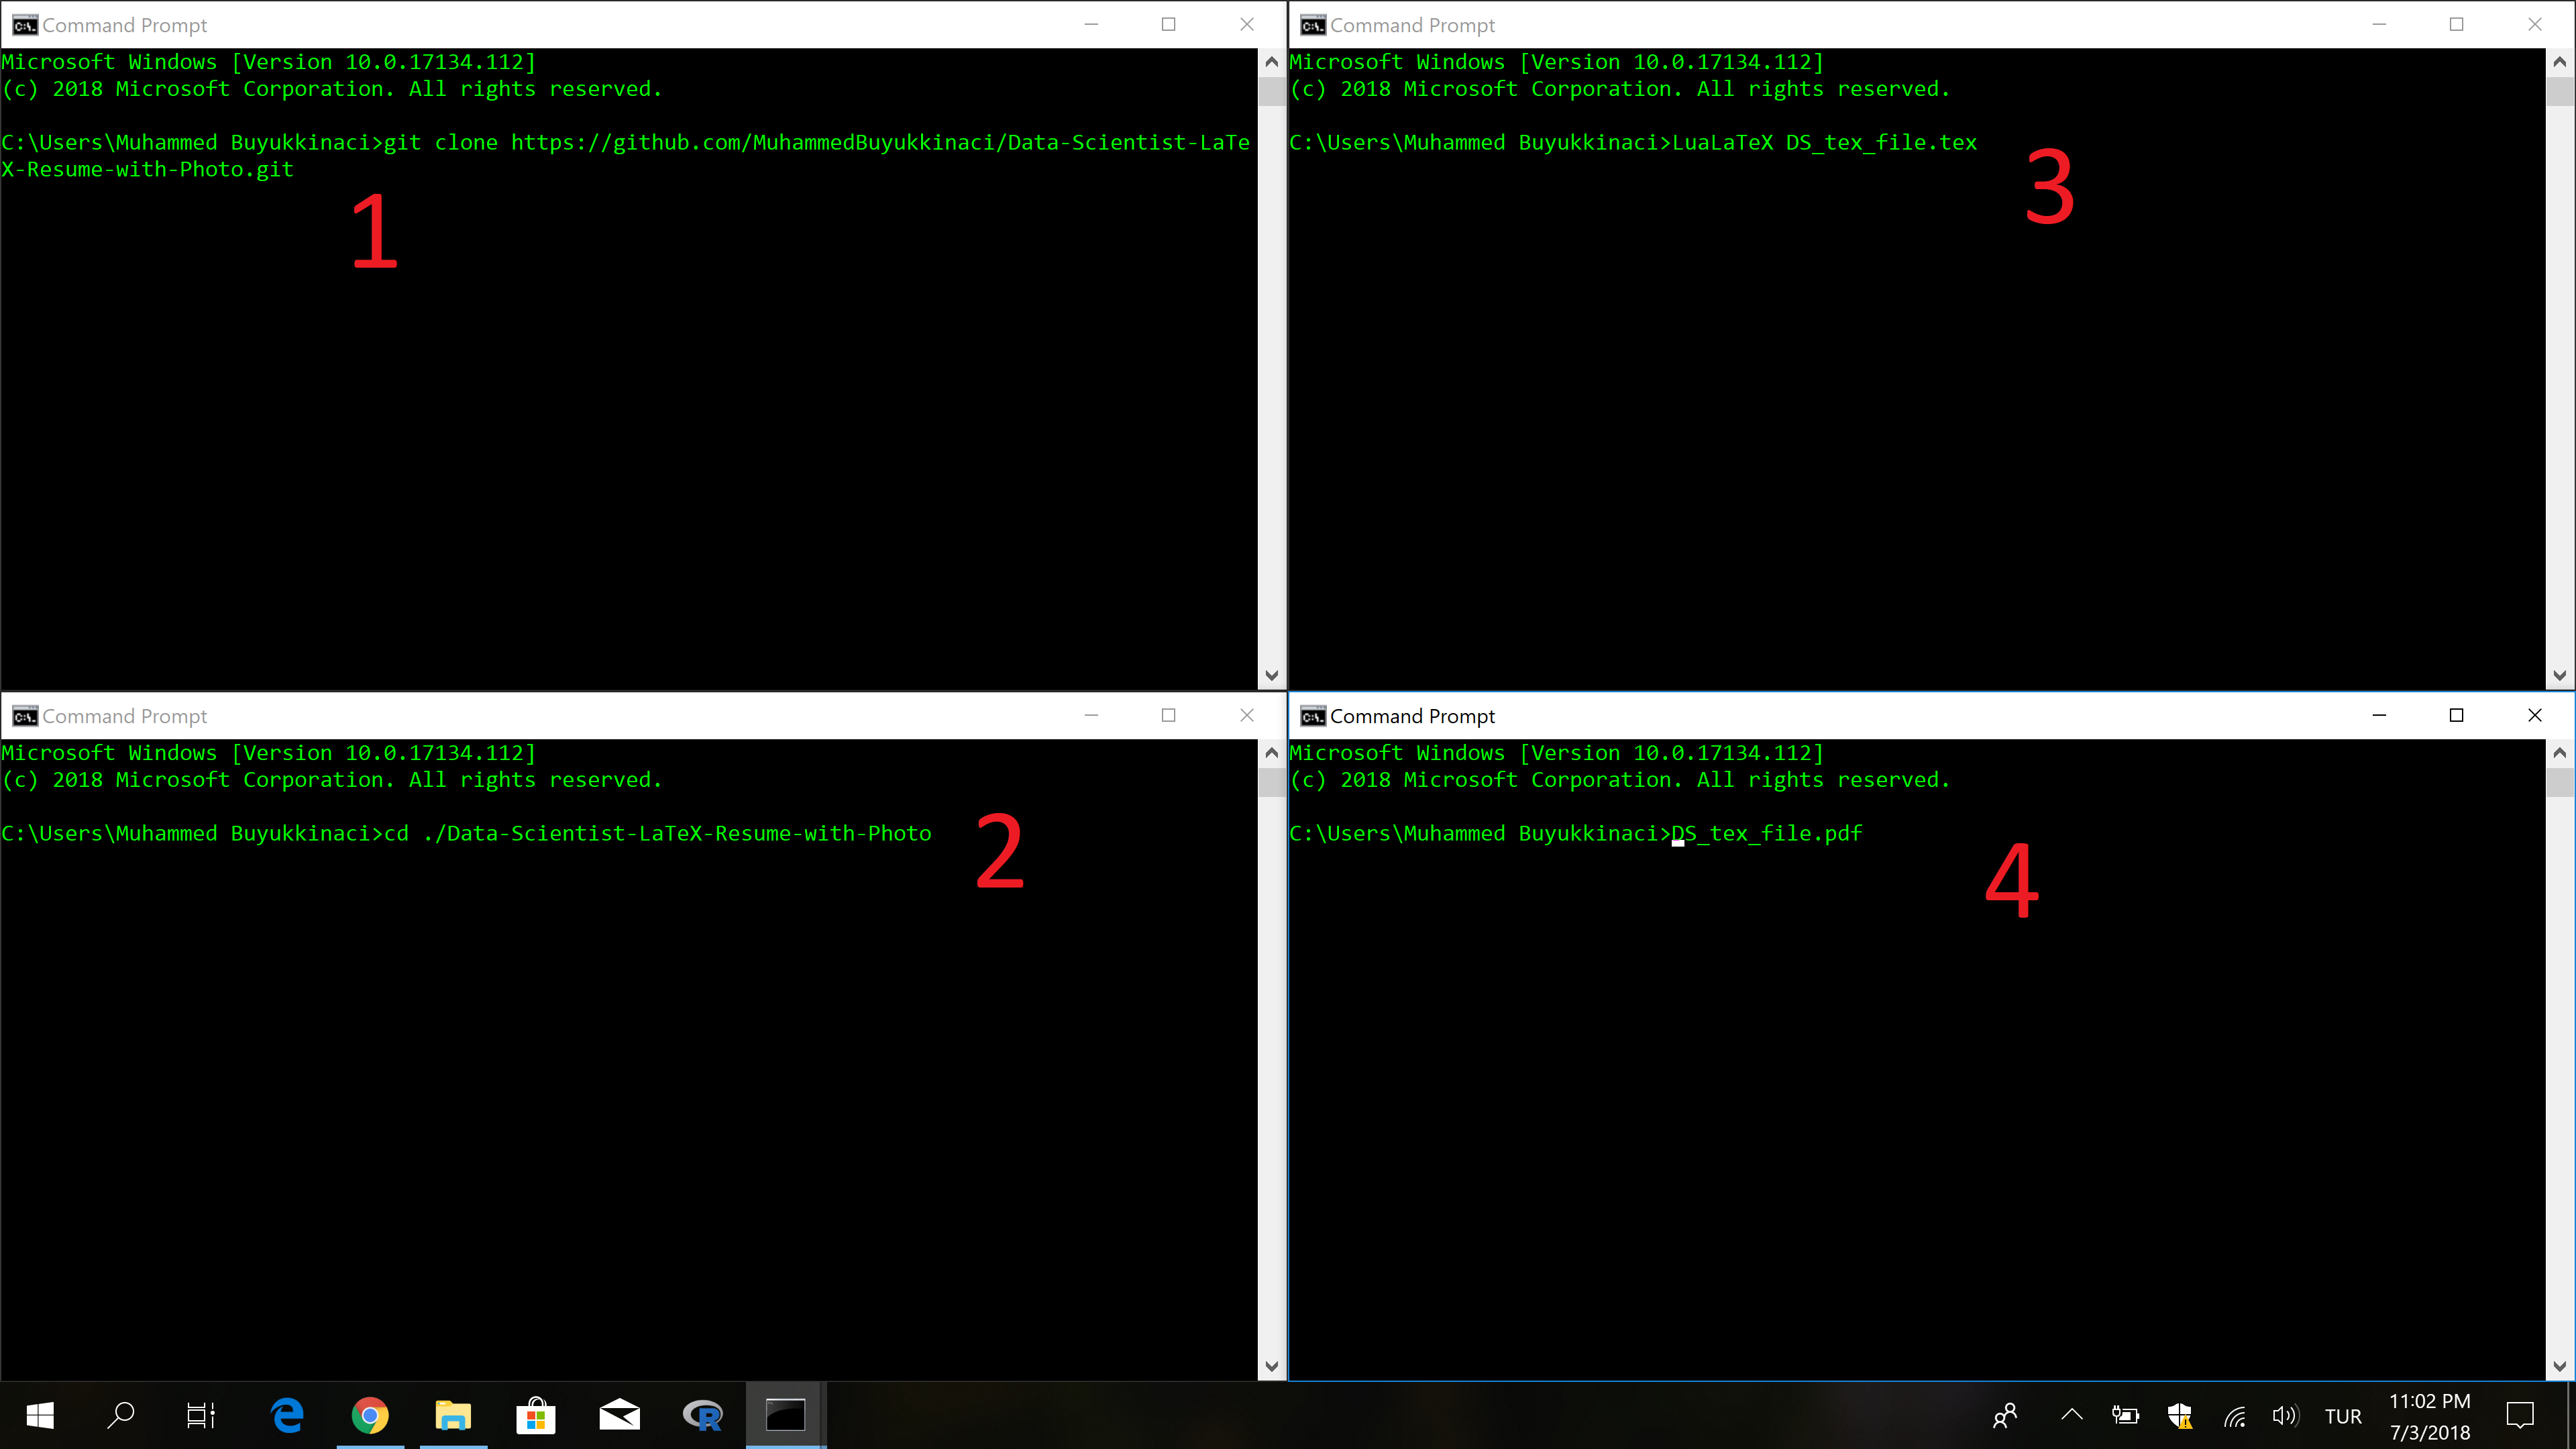 Command Prompt
Microsoft Windows [Version 10.0.17134.112]
(c) 2018 Microsoft Corporation. All rights reserved.
C:\Users\Muhammed Buyukkinaci>git clone https://github.com/MuhammedBuyukkinaci/Data-Scientist-LaTe
X-Resume-with-Photo.git
1
Command Prompt
Microsoft Windows [Version 10.0.17134.112]
(c) 2018 Microsoft Corporation. All rights reserved.
C:\Users\Muhammed Buyukkinaci>cd ./Data-Scientist-LaTeX-Resume-with-Photo
2
Command Prompt
Microsoft Windows [Version 10.0.17134.112]
(c) 2018 Microsoft Corporation. All rights reserved.
C:\Users\Muhammed Buyukkinaci>LuaLaTeX DS_tex_file.tex
3
Command Prompt
Microsoft Windows [Version 10.0.17134.112]
(c) 2018 Microsoft Corporation. All rights reserved.
C:\Users\Muhammed Buyukkinaci>DS_tex_file.pdf
4
TUR
11:02 PM
7/3/2018